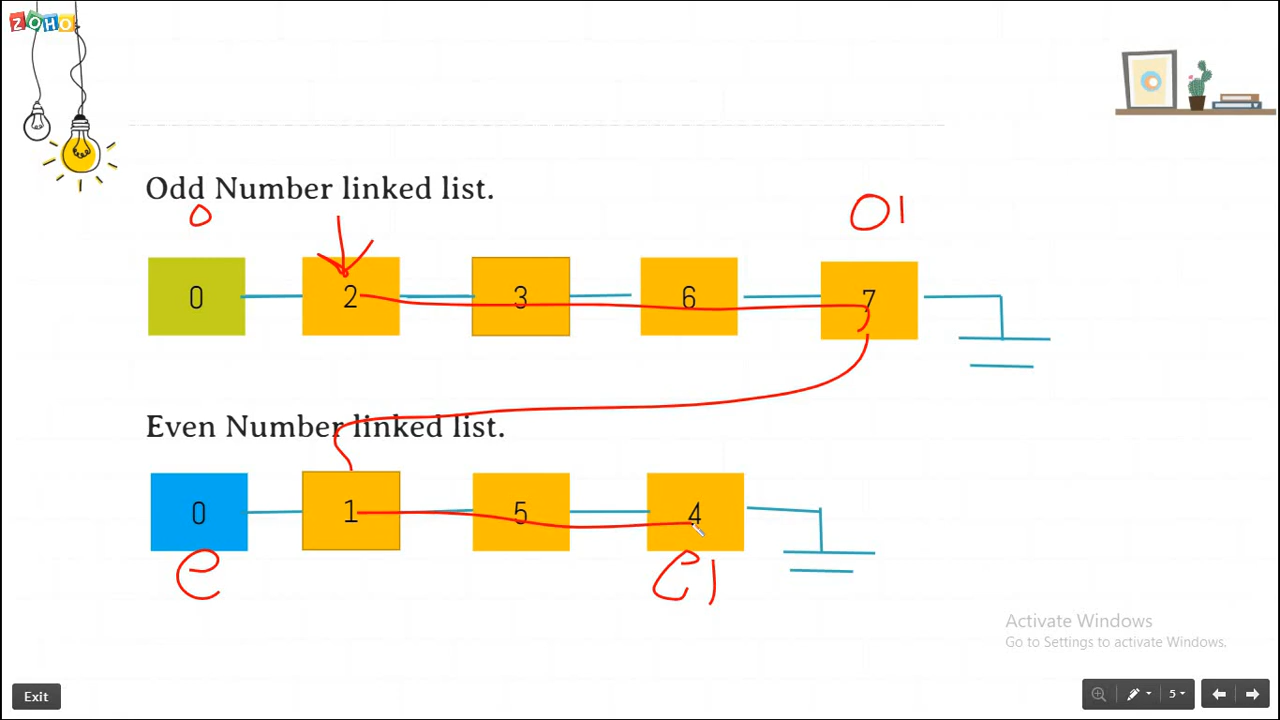 ZOHO
Odd Number linked list.
o
O1
0 2 3 6 7
Even Number linked list.
0 1 5 4
e
e1
Activate Windows
Go to Settings to activate Windows.
Exit
5